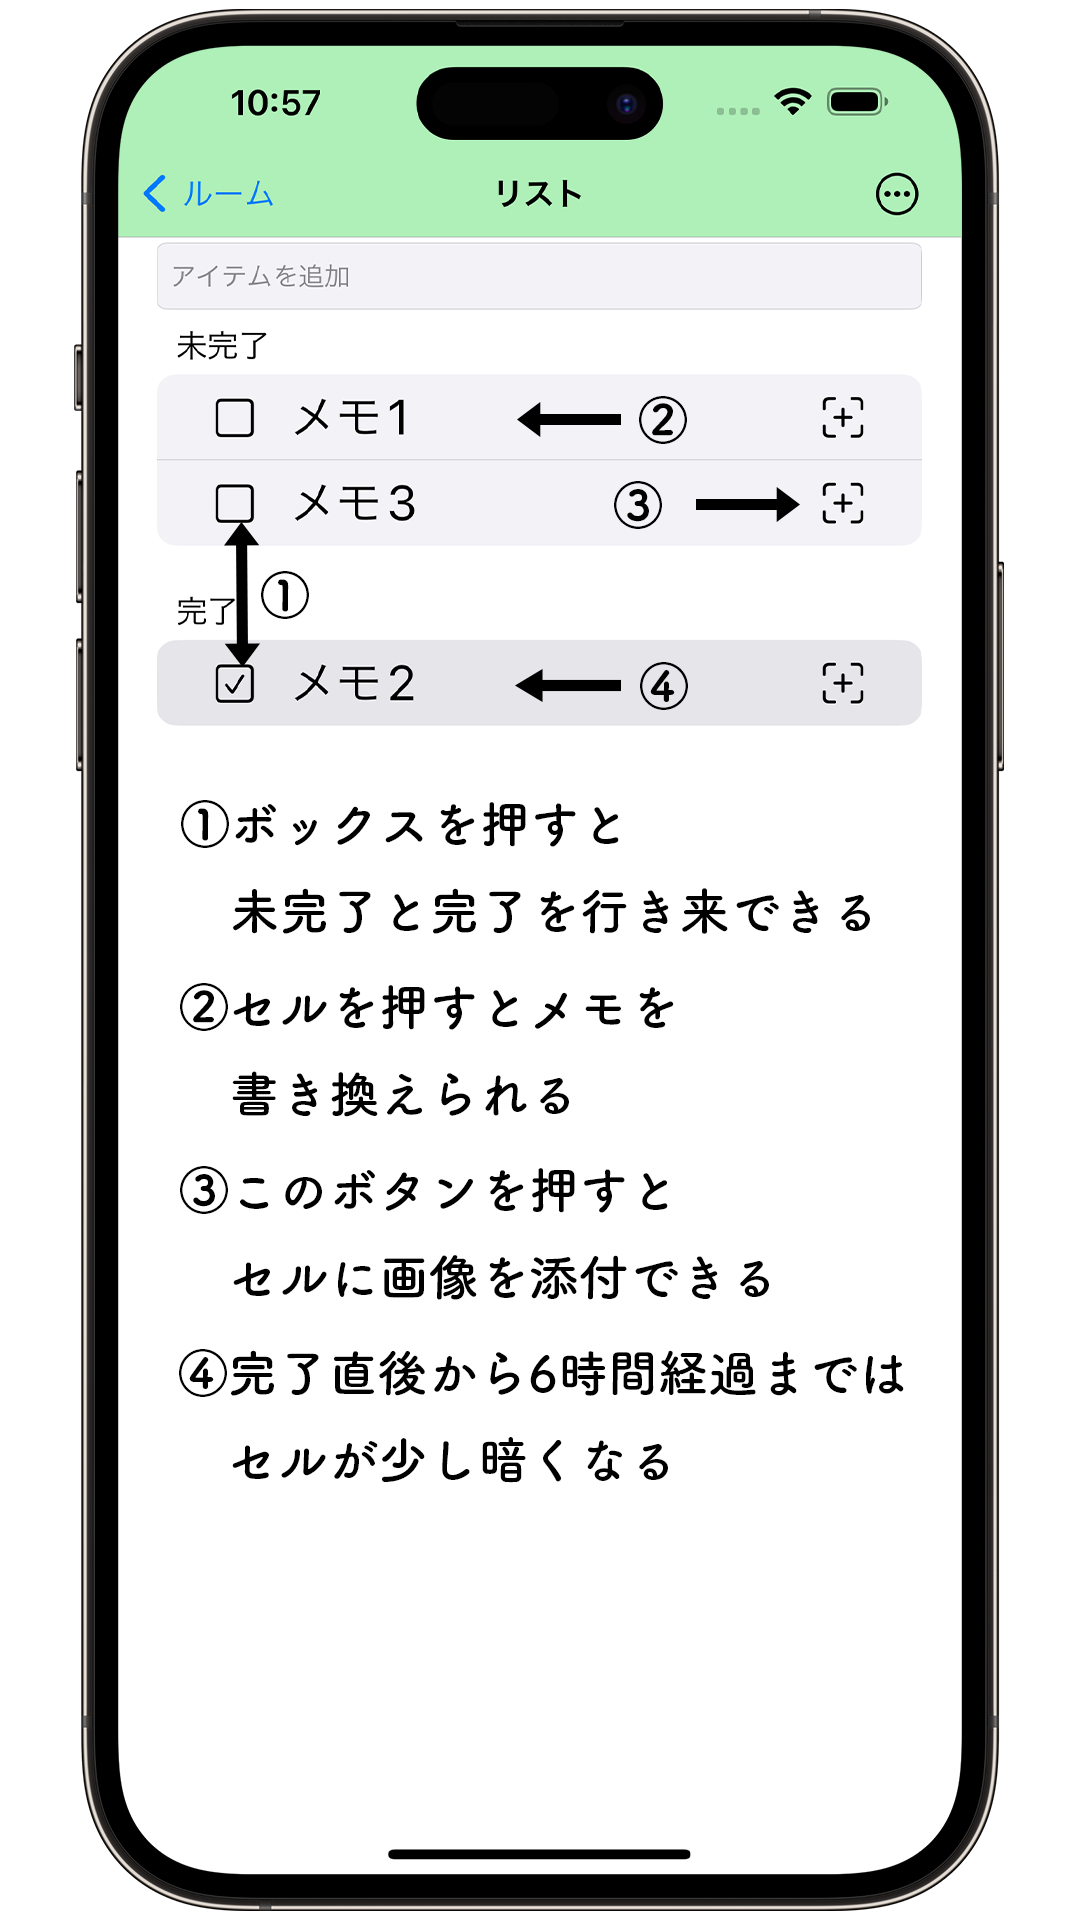 10:57
ルーム リスト
アイテムを追加
未完了
メモ1 ②
メモ3 ③
①
完了
メモ2 ④
①ボックスを押すと
未完了と完了を行き来できる
②セルを押すとメモを
書き換えられる
③このボタンを押すと
セルに画像を添付できる
④完了直後から6時間経過までは
セルが少し暗くなる